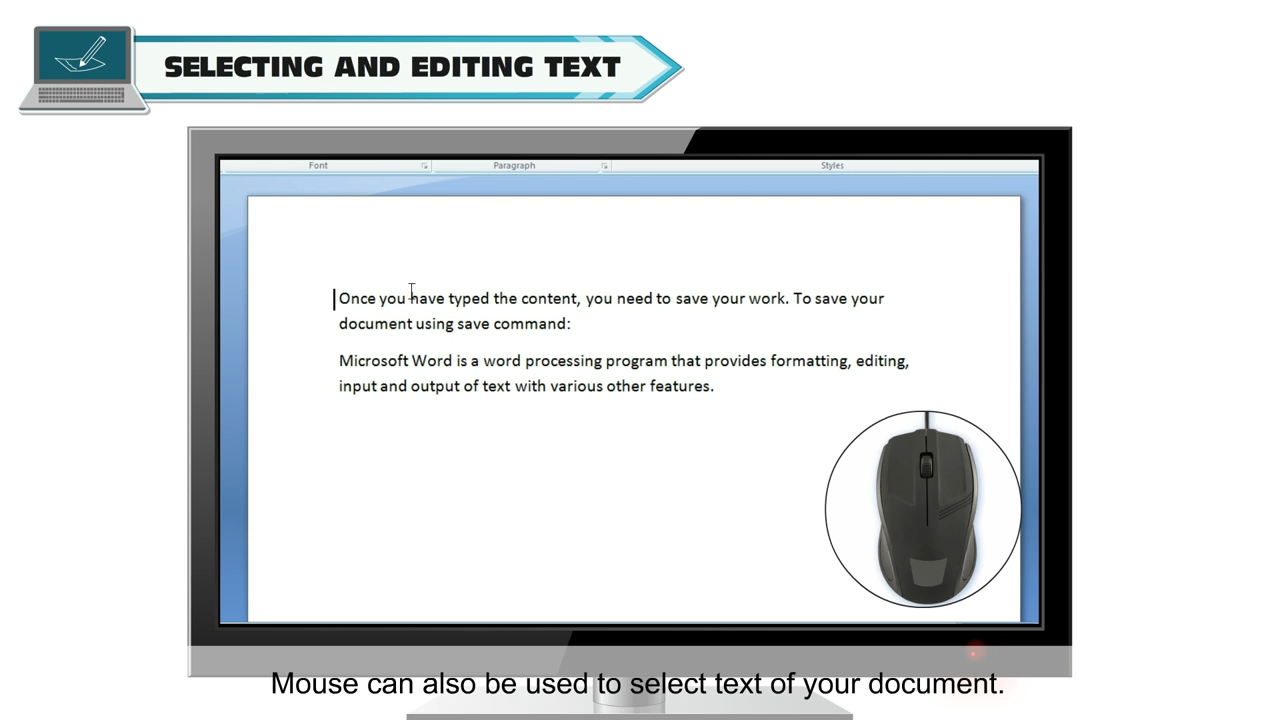 SELECTING AND EDITING TEXT
Font
Paragraph
Styles
Once you have typed the content, you need to save your work. To save your
document using save command:
Microsoft Word is a word processing program that provides formatting, editing,
input and output of text with various other features.
Mouse can also be used to select text of your document.